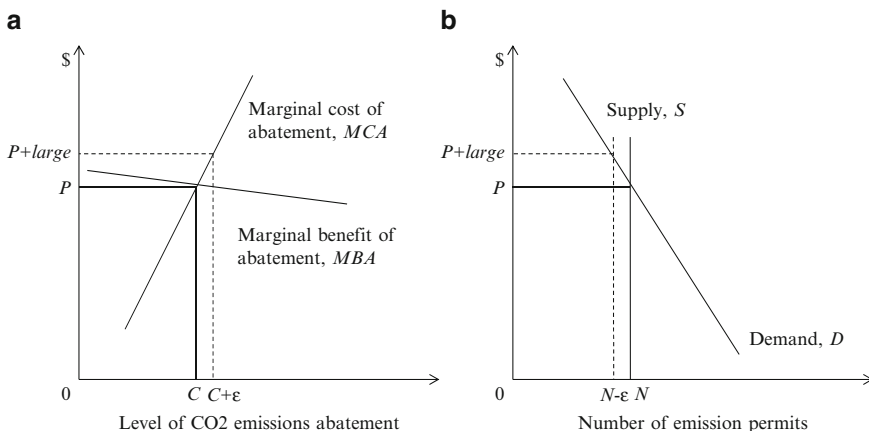 a
$
P+large
P
0
Marginal cost of
abatement, MCA
Marginal benefit of
abatement, MBA
C C+ε
Level of CO2 emissions abatement
b
$
P+large
P
0
Supply, S
Demand, D
N-ε N
Number of emission permits